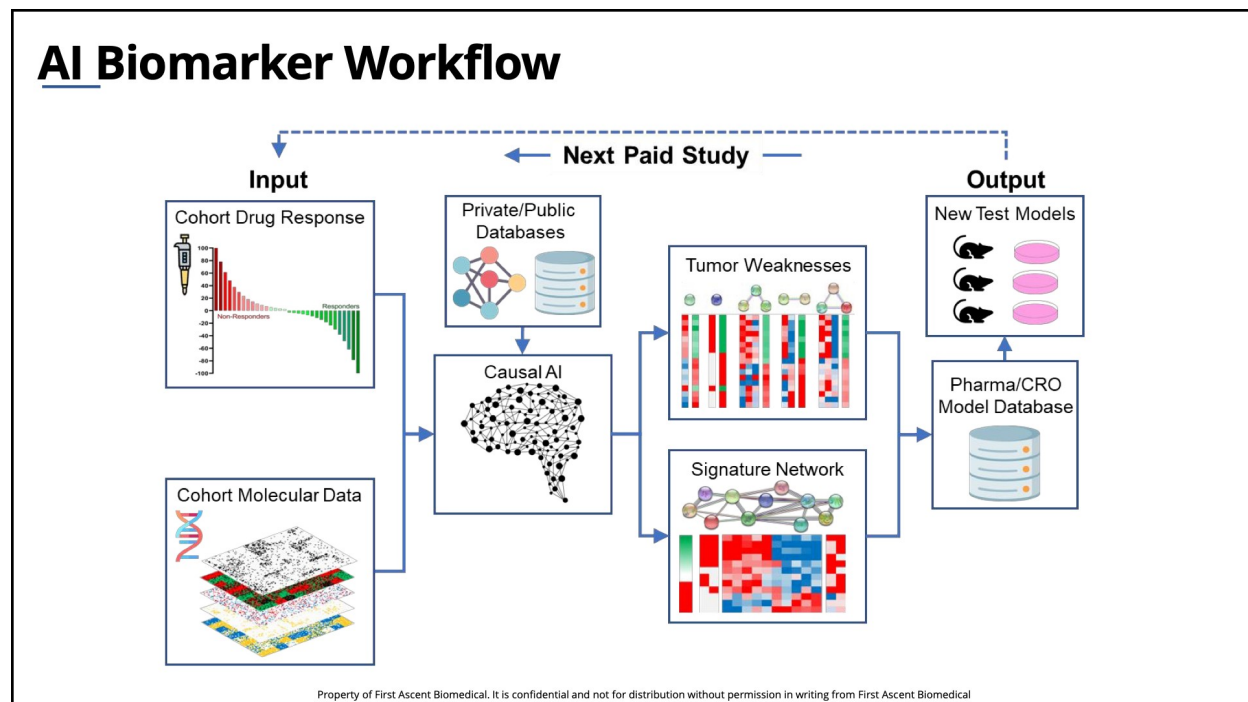 AI Biomarker Workflow
Next Paid Study
Input
Output
Cohort Drug Response
100
80
60
40
20
0
-20
-40
-60
-80
-100
Responders
Non-Responders
Cohort Molecular Data
Private/Public
Databases
Causal AI
Tumor Weaknesses
Signature Network
New Test Models
Pharma/CRO
Model Database
Property of First Ascent Biomedical. It is confidential and not for distribution without permission in writing from First Ascent Biomedical